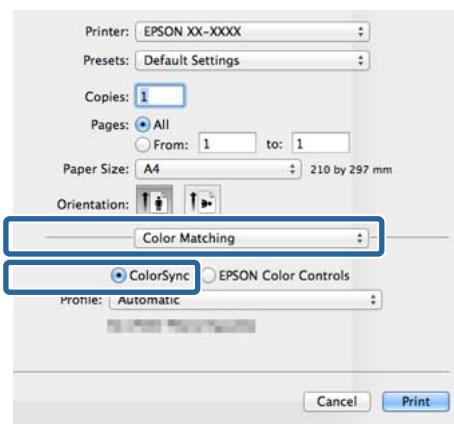 Printer: EPSON XX-XXXX
Presets: Default Settings
Copies: 1
Pages: All
From: 1 to: 1
Paper Size: A4 210 by 297 mm
Orientation:
Color Matching
ColorSync EPSON Color Controls
Profile: Automatic
Cancel Print